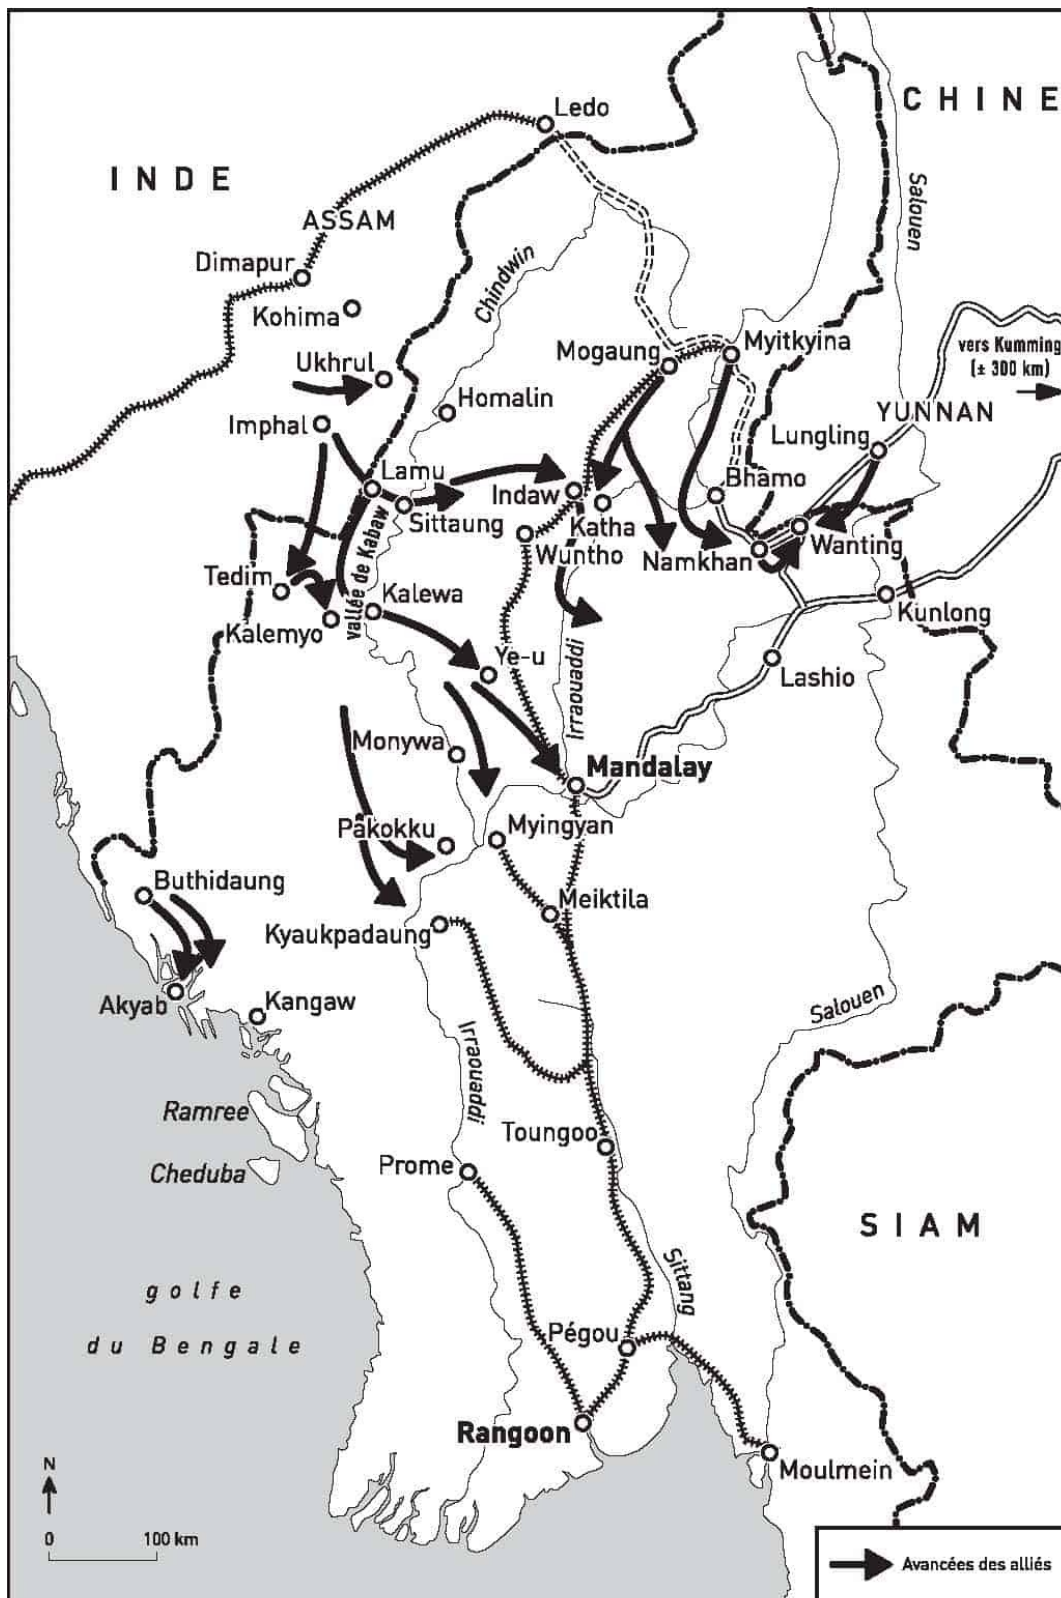 Ledo
CHINE
INDE
ASSAM
Salouen
Dimapur
Chindwin
Kohima
Mogaung
Myitkyina
vers Kumming
(± 300 km)
Ukhrul
Homalin
YUNNAN
Imphal
Lungling
Lamu
Indaw
Bhamo
Sittaung
Katha
Wuntho
Namkhan
Wanting
vallée de Kabaw
Tedim
Kalewa
Kunlong
Kalemyo
Ye-u
Irraouaddi
Lashio
Monywa
Mandalay
Pâkokku
Myingyan
Buthidaung
Meiktila
Kyaukpadaung
Akyab
Kangaw
Salouen
Irraouaddi
Ramree
Toungoo
Cheduba
Prome
SIAM
Sittang
golfe
du Bengale
Pégou
Rangoon
Moulmein
N
0 100 km
Avancées des alliés